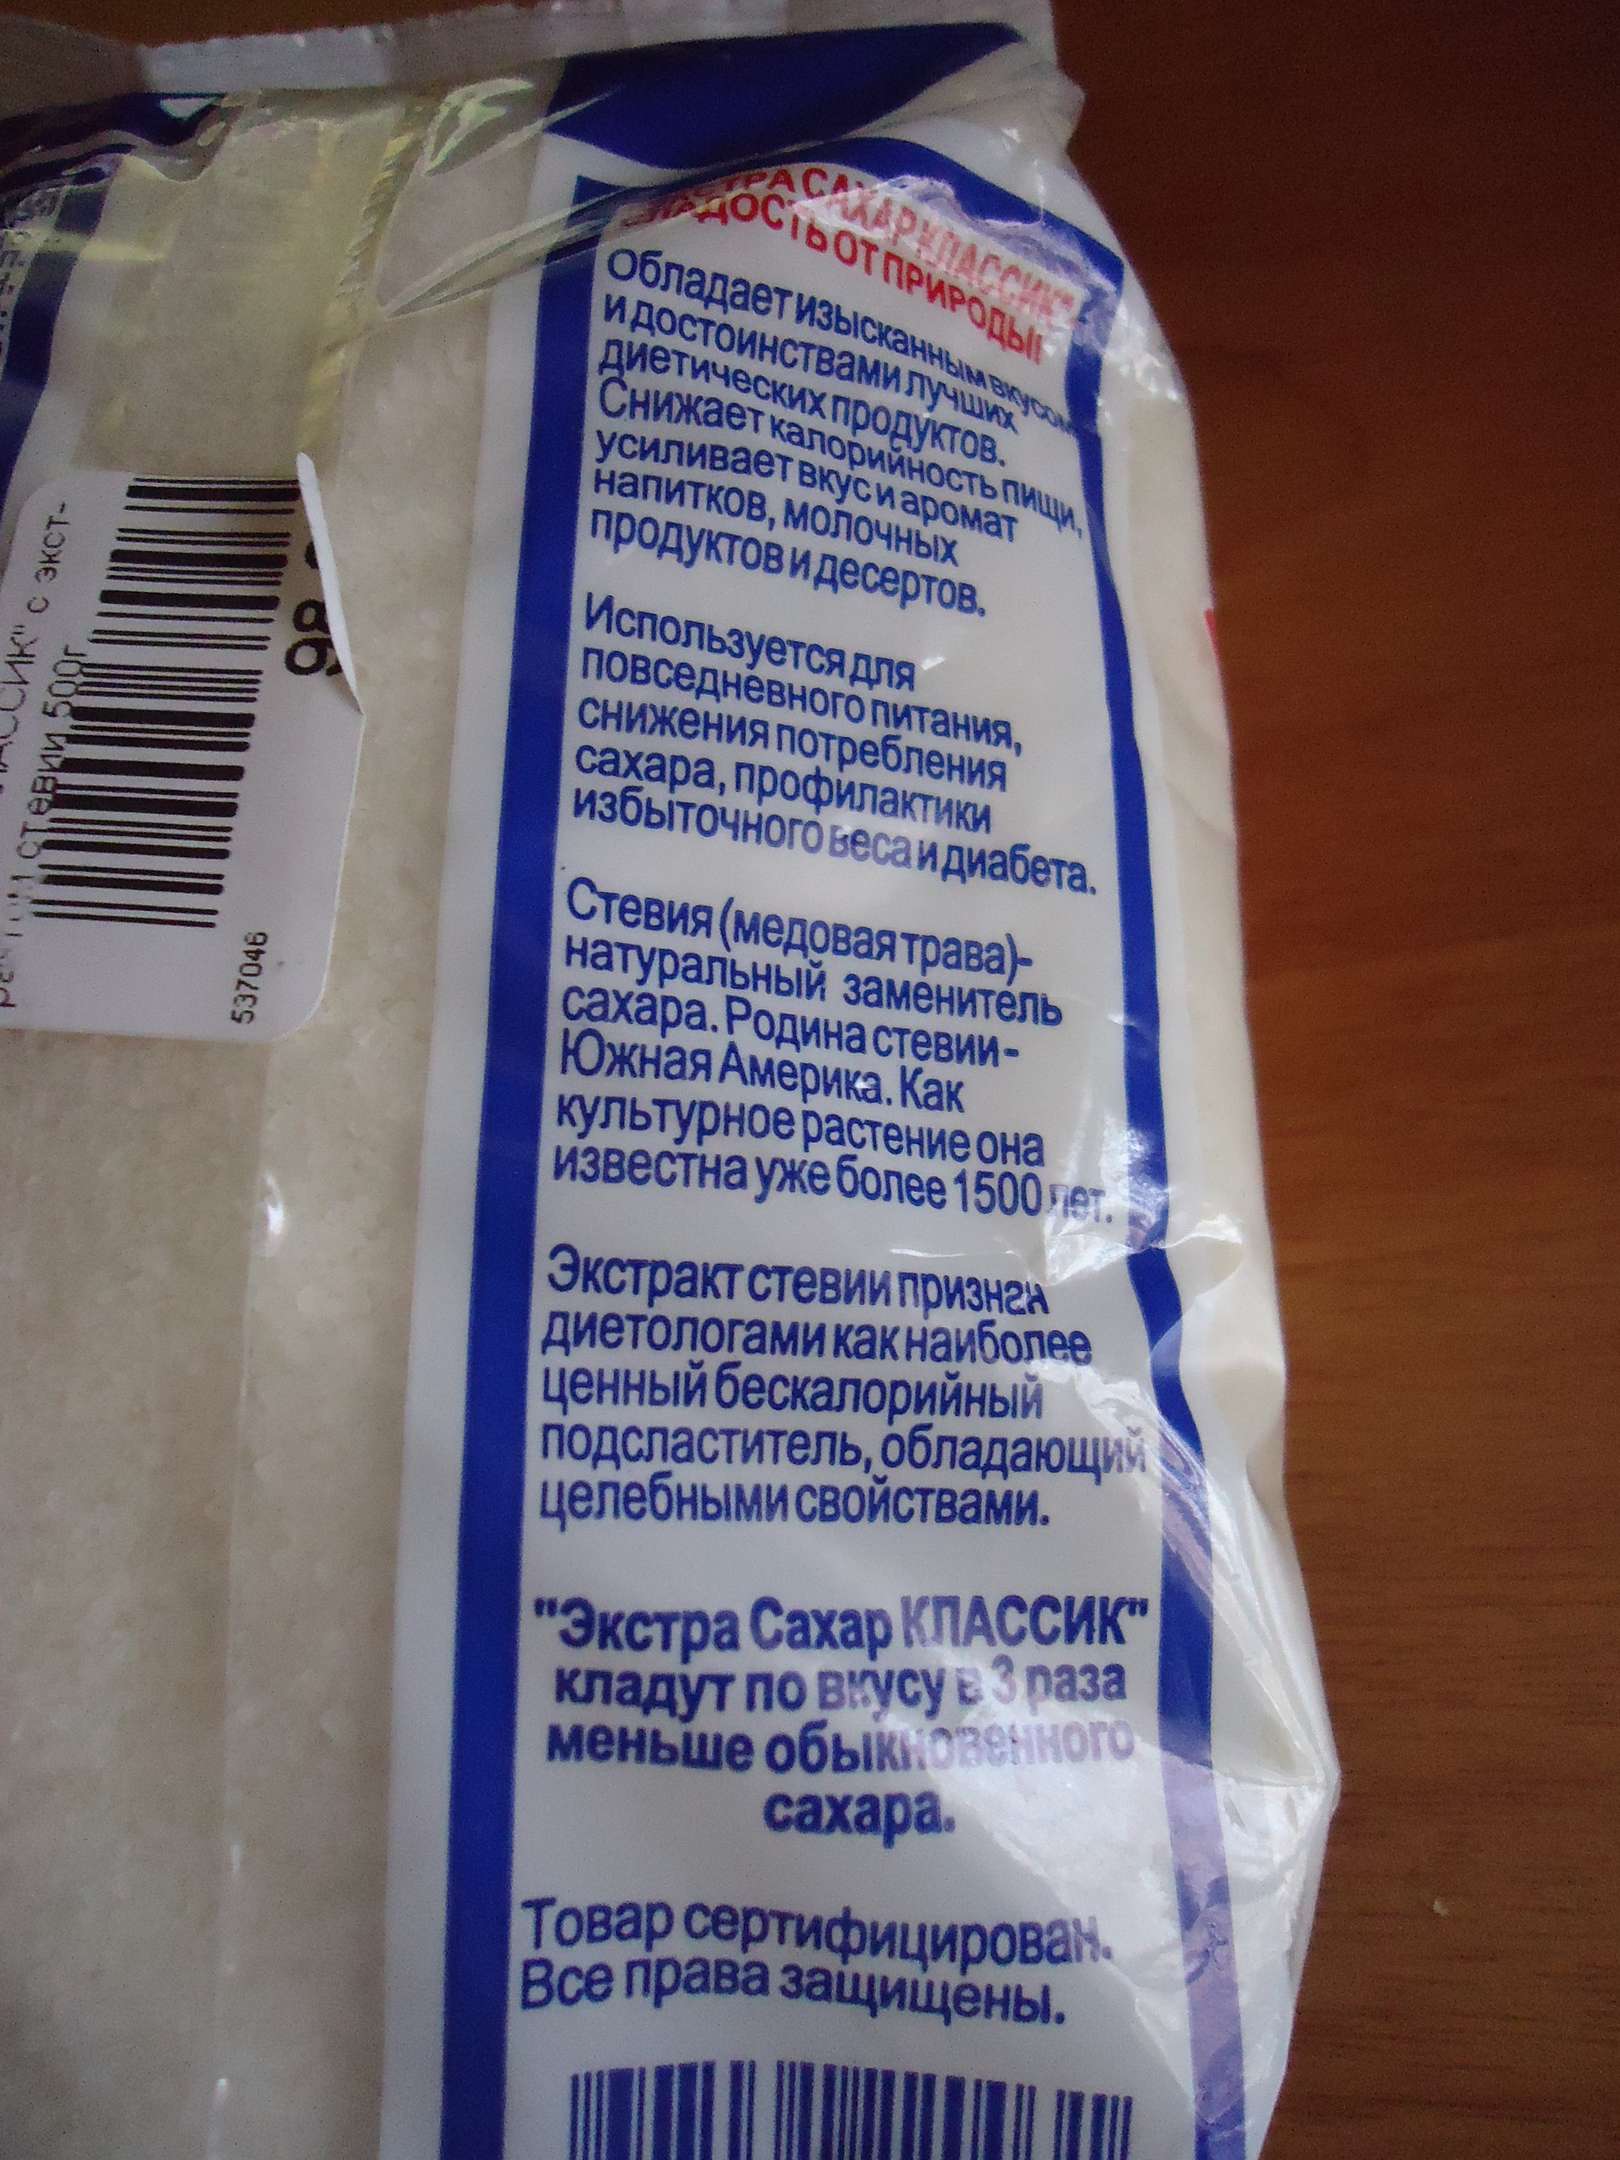 САХАР КЛАССИК"
СЛАДОСТЬ ОТ ПРИРОДЫ!
Обладает изысканным вкусом
и достоинствами лучших
диетических продуктов.
Снижает калорийность пищи,
усиливает вкус и аромат
напитков, молочных
продуктов и десертов.
Используется для
повседневного питания,
снижения потребления
сахара, профилактики
избыточного веса и диабета.
Стевия (медовая трава)-
натуральный заменитель
сахара. Родина стевии-
Южная Америка. Как
культурное растение она
известна уже более 1500 лет.
Экстракт стевии признан
диетологами как наиболее
ценный бескалорийный
подсластитель, обладающий
целебными свойствами.
"Экстра Сахар КЛАССИК"
кладут по вкусу в 3 раза
меньше обыкновенного
сахара.
Товар сертифицирован.
Все права защищены.
с экст-
стевии 500г
98
537046